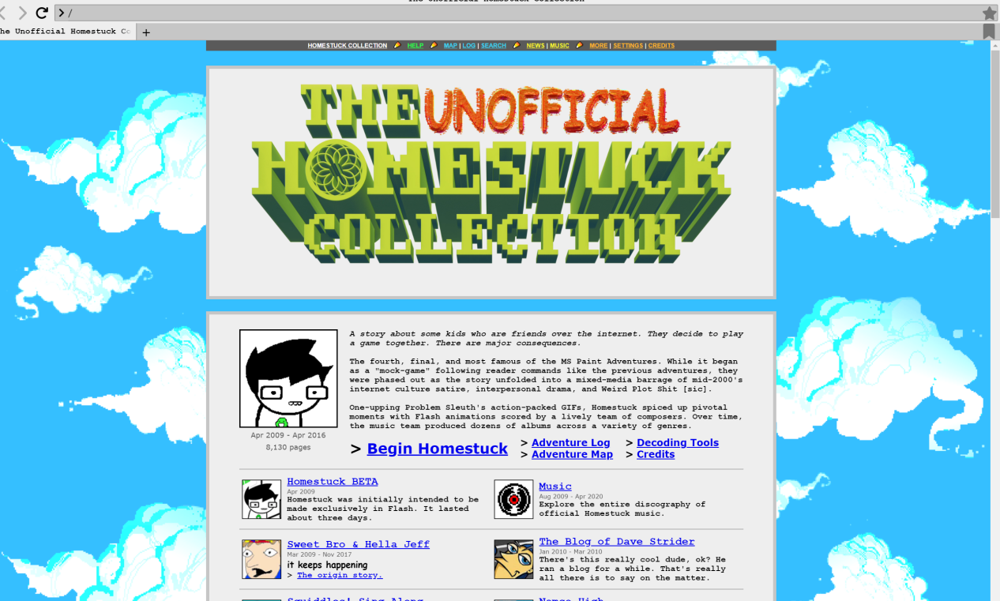 The Unofficial Homestuck Collection
/
he Unofficial Homestuck Co
+
HOMESTUCK COLLECTION HELP MAP | LOG | SEARCH NEWS | MUSIC MORE | SETTINGS | CREDITS
THE UNOFFICIAL
HOMESTUCK
COLLECTION
A story about some kids who are friends over the internet. They decide to play
a game together. There are major consequences.
The fourth, final, and most famous of the MS Paint Adventures. While it began
as a "mock-game" following reader commands like the previous adventures, they
were phased out as the story unfolded into a mixed-media barrage of mid-2000's
internet culture satire, interpersonal drama, and Weird Plot Shit [sic].
One-upping Problem Sleuth's action-packed GIFs, Homestuck spiced up pivotal
moments with Flash animations scored by a lively team of composers. Over time,
the music team produced dozens of albums across a variety of genres.
Apr 2009 - Apr 2016
8,130 pages
> Begin Homestuck
> Adventure Log
> Adventure Map
> Decoding Tools
> Credits
Homestuck BETA
Apr 2009
Homestuck was initially intended to be
made exclusively in Flash. It lasted
about three days.
Music
Aug 2009 - Apr 2020
Explore the entire discography of
official Homestuck music.
Sweet Bro & Hella Jeff
Mar 2009 - Nov 2017
it keeps happening
> The origin story.
The Blog of Dave Strider
Jan 2010 - Mar 2010
There's this really cool dude, ok? He
ran a blog for a while. That's really
all there is to say on the matter.
Squiddles! Sing-Along
Namco High